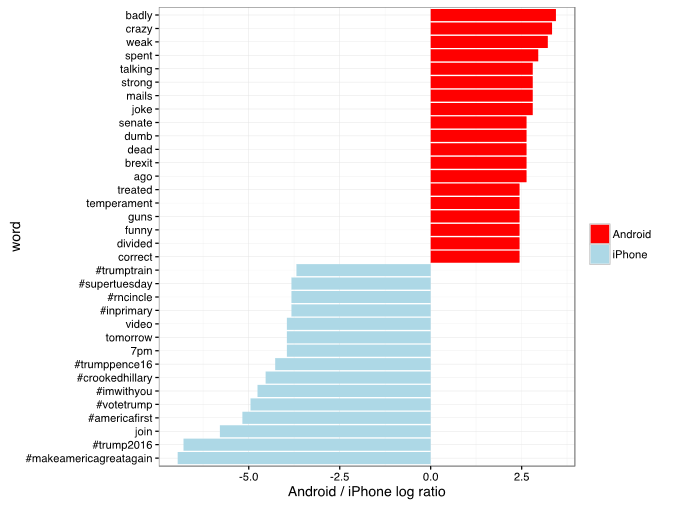 badly
crazy
weak
spent
talking
strong
mails
joke
senate
dumb
dead
brexit
ago
treated
temperament
guns
funny
divided
correct
#trumptrain
#supertuesday
#rncincle
#inprimary
video
tomorrow
7pm
#trumppence16
#crookedhillary
#imwithyou
#votetrump
#americafirst
join
#trump2016
#makeamericagreatagain
word
-5.0 -2.5 0.0 2.5
Android / iPhone log ratio
Android
iPhone